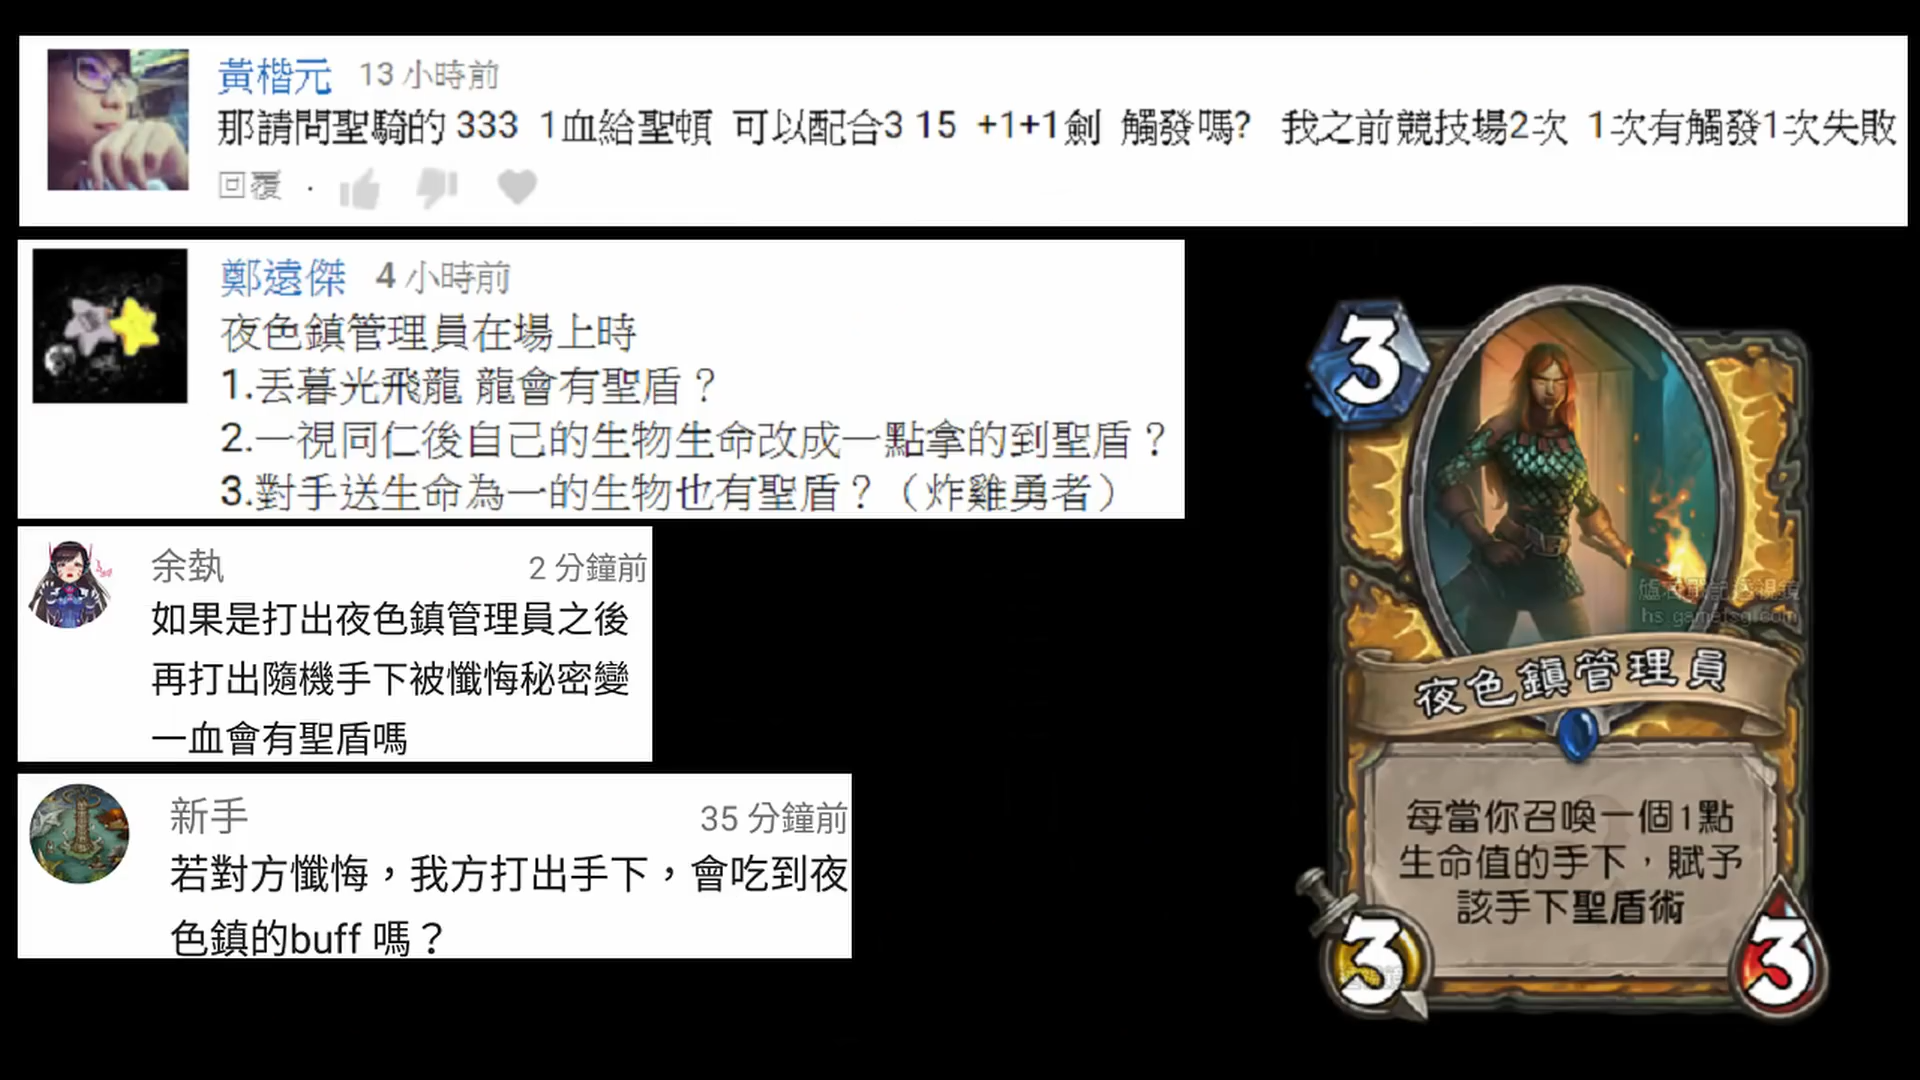 黃楷元 13 小時前
那請問聖騎的 333 1血給聖頓 可以配合3 15 +1+1劍 觸發嗎? 我之前競技場2次 1次有觸發1次失敗
回覆 ·
鄭遠傑 4 小時前
夜色鎮管理員在場上時
1.丟暮光飛龍 龍會有聖盾？
2.一視同仁後自己的生物生命改成一點拿的到聖盾？
3.對手送生命為一的生物也有聖盾？（炸雞勇者）
余執 2 分鐘前
如果是打出夜色鎮管理員之後
再打出隨機手下被懺悔秘密變
一血會有聖盾嗎
新手 35 分鐘前
若對方懺悔，我方打出手下，會吃到夜
色鎮的buff 嗎？
3
爐石戰記透視鏡
hs.gametsg.com
夜色鎮管理員
每當你召喚一個1點
生命值的手下，賦予
該手下聖盾術
3
3